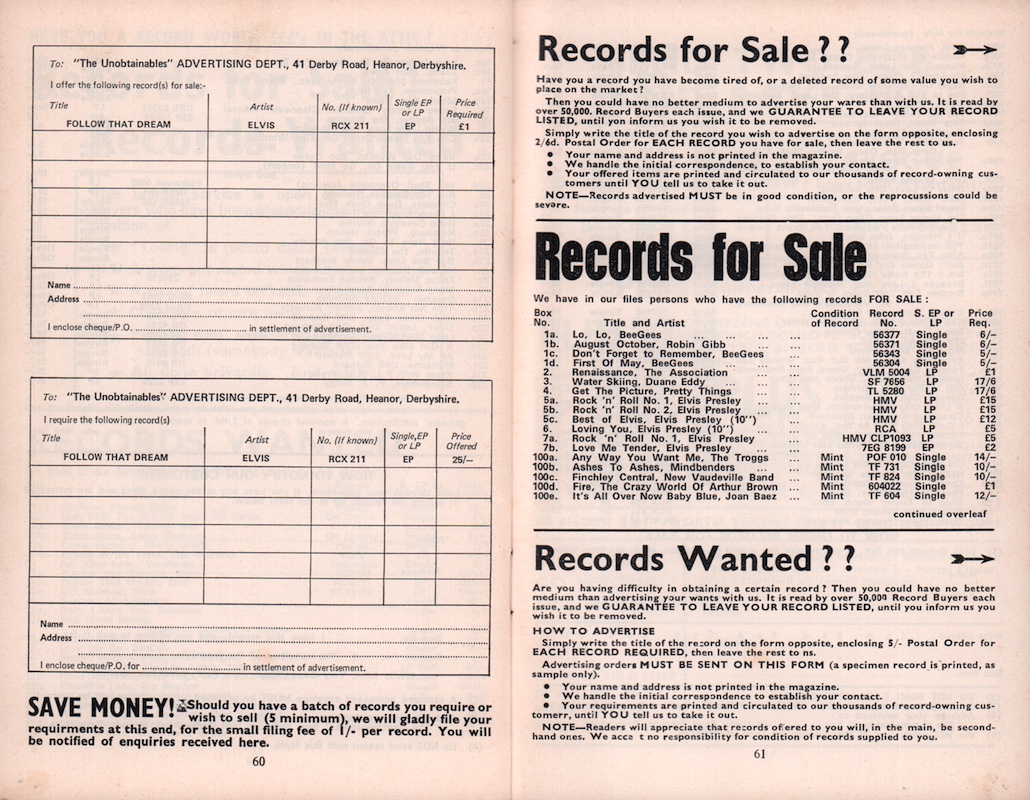 To: "The Unobtainables" ADVERTISING DEPT., 41 Derby Road, Heanor, Derbyshire.
I offer the following record(s) for sale:-
Title Artist No. (If known) Single EP or LP Price Required
FOLLOW THAT DREAM ELVIS RCX 211 EP £1
Name
Address
I enclose cheque/P.O. in settlement of advertisement.
To: "The Unobtainables" ADVERTISING DEPT., 41 Derby Road, Heanor, Derbyshire.
I require the following record(s)
Title Artist No. (If known) Single,EP or LP Price Offered
FOLLOW THAT DREAM ELVIS RCX 211 EP 25/—
Name
Address
I enclose cheque/P.O. for in settlement of advertisement.
SAVE MONEY! Should you have a batch of records you require or
wish to sell (5 minimum), we will gladly file your
requirments at this end, for the small filing fee of 1/- per record. You will
be notified of enquiries received here.
60
Records for Sale ? ?
Have you a record you have become tired of, or a deleted record of some value you wish to
place on the market ?
Then you could have no better medium to advertise your wares than with us. It is read by
over 50,000. Record Buyers each issue, and we GUARANTEE TO LEAVE YOUR RECORD
LISTED, until yon inform us you wish it to be removed.
Simply write the title of the record you wish to advertise on the form opposite, enclosing
2/6d. Postal Order for EACH RECORD you have for sale, then leave the rest to us.
● Your name and address is not printed in the magazine.
● We handle the initial correspondence, to establish your contact.
● Your offered items are printed and circulated to our thousands of record-owning cus-
tomers until YOU tell us to take it out.
NOTE—Records advertised MUST be in good condition, or the reprocussions could be
severe.
Records for Sale
We have in our files persons who have the following records FOR SALE :
Box No. Title and Artist Condition of Record Record No. S. EP or LP Price Req.
1a. Lo, Lo, BeeGees ... ... ... ... 56377 Single 6/–
1b. August October, Robin Gibb ... ... 56371 Single 6/–
1c. Don't Forget to Remember, BeeGees ... 56343 Single 5/–
1d. First Of May, BeeGees ... ... ... 56304 Single 5/–
2. Renaissance, The Association ... ... VLM 5004 LP £1
3. Water Skiing, Duane Eddy ... ... ... SF 7656 LP 17/6
4. Get The Picture, Pretty Things ... ... TL 5280 LP 17/6
5a. Rock 'n' Roll No. 1, Elvis Presley ... HMV LP £15
5b. Rock 'n' Roll No. 2, Elvis Presley ... HMV LP £15
5c. Best of Elvis, Elvis Presley (10'') ... HMV LP £12
6. Loving You, Elvis Presley (10'') ... RCA LP £5
7a. Rock 'n' Roll No. 1, Elvis Presley ... HMV CLP1093 LP £5
7b. Love Me Tender, Elvis Presley ... ... 7EG 8199 EP £2
100a. Any Way You Want Me, The Troggs ... Mint POF 010 Single 14/–
100b. Ashes To Ashes, Mindbenders ... ... Mint TF 731 Single 10/–
100c. Finchley Central, New Vaudeville Band ... Mint TF 824 Single 10/–
100d. Fire, The Crazy World Of Arthur Brown ... Mint 604022 Single £1
100e. It's All Over Now Baby Blue, Joan Baez ... Mint TF 604 Single 12/–
continued overleaf
Records Wanted ? ?
Are you having difficulty in obtaining a certain record ? Then you could have no better
medium than advertising your wants with us. It is read by over 50,000 Record Buyers each
issue, and we GUARANTEE TO LEAVE YOUR RECORD LISTED, until you inform us you
wish it to be removed.
HOW TO ADVERTISE
Simply write the title of the record on the form opposite, enclosing 5/- Postal Order for
EACH RECORD REQUIRED, then leave the rest to ns.
Advertising orders MUST BE SENT ON THIS FORM (a specimen record is printed, as
sample only).
● Your name and address is not printed in the magazine.
● We handle the initial correspondence to establish your contact.
● Your requirements are printed and circulated to our thousands of record-owning cus-
tomerr, until YOU tell us to take it out.
NOTE—Readers will appreciate that records offered to you will, in the main, be second-
hand ones. We accept no responsibility for condition of records supplied to you.
61